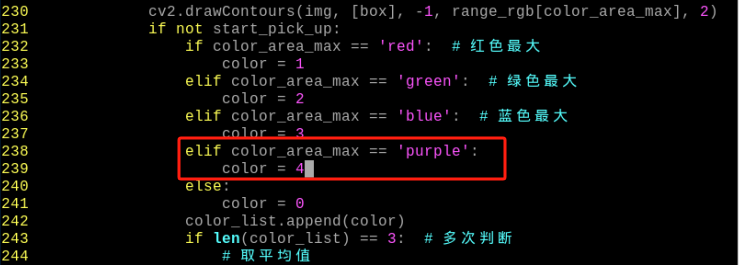 230             cv2.drawContours(img, [box], -1, range_rgb[color_area_max], 2)
231             if not start_pick_up:
232                 if color_area_max == 'red':  # 红色最大
233                     color = 1
234                 elif color_area_max == 'green':  # 绿色最大
235                     color = 2
236                 elif color_area_max == 'blue':  # 蓝色最大
237                     color = 3
238                 elif color_area_max == 'purple':
239                     color = 4
240                 else:
241                     color = 0
242                 color_list.append(color)
243                 if len(color_list) == 3:  # 多次判断
244                     # 取平均值